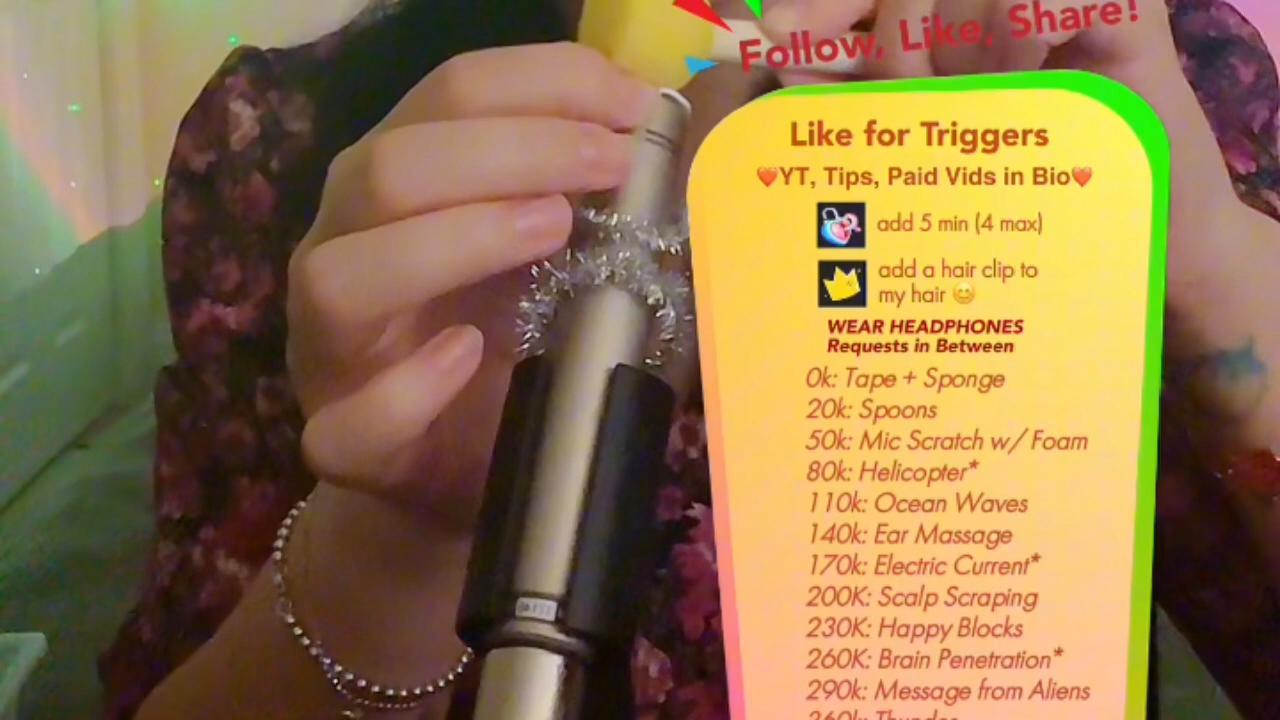 Follow, Like, Share!
Like for Triggers
❤️YT, Tips, Paid Vids in Bio❤️
add 5 min (4 max)
add a hair clip to
my hair 😊
WEAR HEADPHONES
Requests in Between
0k: Tape + Sponge
20k: Spoons
50k: Mic Scratch w/ Foam
80k: Helicopter*
110k: Ocean Waves
140k: Ear Massage
170k: Electric Current*
200K: Scalp Scraping
230K: Happy Blocks
260K: Brain Penetration*
290k: Message from Aliens